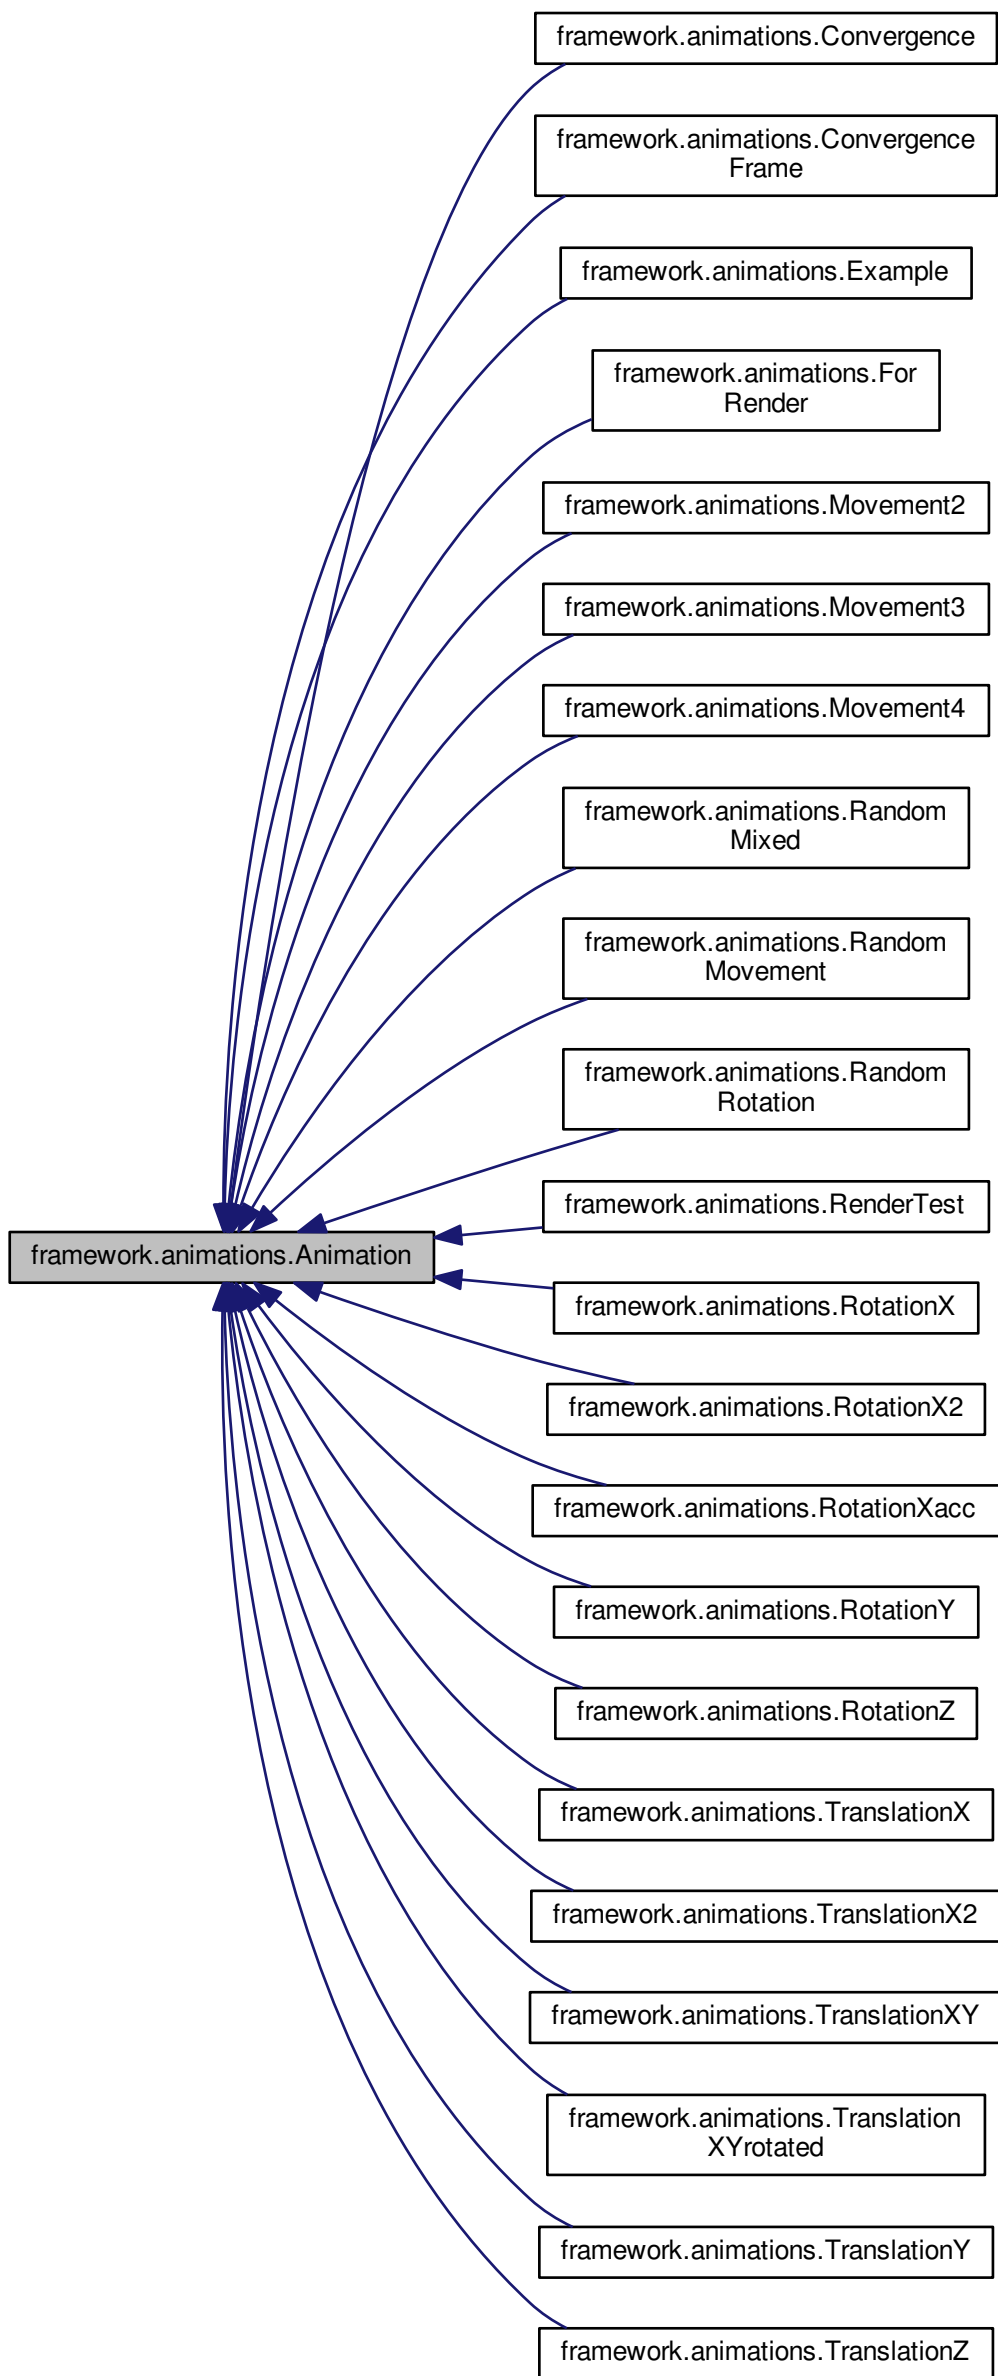 framework.animations.Convergence
framework.animations.Convergence
Frame
framework.animations.Example
framework.animations.For
Render
framework.animations.Movement2
framework.animations.Movement3
framework.animations.Movement4
framework.animations.Random
Mixed
framework.animations.Random
Movement
framework.animations.Random
Rotation
framework.animations.RenderTest
framework.animations.Animation
framework.animations.RotationX
framework.animations.RotationX2
framework.animations.RotationXacc
framework.animations.RotationY
framework.animations.RotationZ
framework.animations.TranslationX
framework.animations.TranslationX2
framework.animations.TranslationXY
framework.animations.Translation
XYrotated
framework.animations.TranslationY
framework.animations.TranslationZ